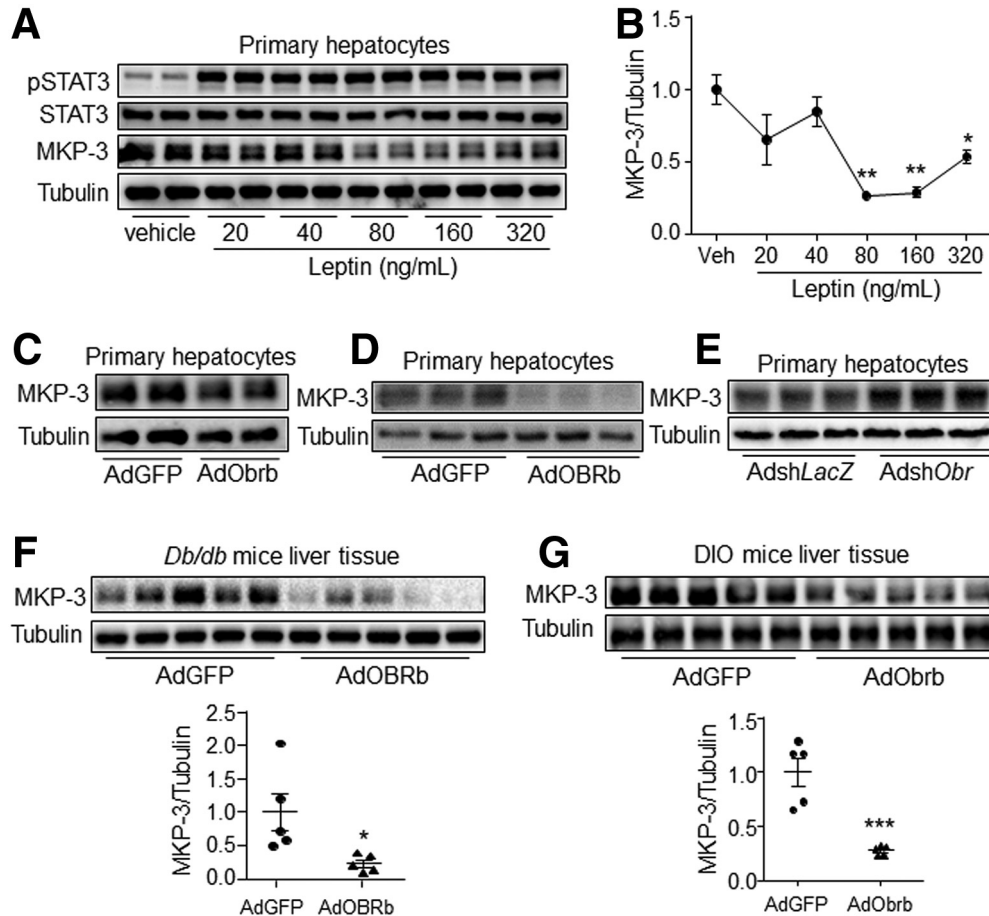 A
Primary hepatocytes
pSTAT3
STAT3
MKP-3
Tubulin
vehicle 20 40 80 160 320
Leptin (ng/mL)
B
1.5
1.0
0.5
0.0
MKP-3/Tubulin
** ** *
Veh 20 40 80 160 320
Leptin (ng/mL)
C
Primary hepatocytes
MKP-3
Tubulin
AdGFP AdObrb
D
Primary hepatocytes
MKP-3
Tubulin
AdGFP AdOBRb
E
Primary hepatocytes
MKP-3
Tubulin
AdshLacZ AdshObr
F
Db/db mice liver tissue
MKP-3
Tubulin
AdGFP AdOBRb
MKP-3/Tubulin
2.5
2.0
1.5
1.0
0.5
0.0
*
AdGFP AdOBRb
G
DIO mice liver tissue
MKP-3
Tubulin
AdGFP AdObrb
MKP-3/Tubulin
1.5
1.0
0.5
0.0
***
AdGFP AdObrb